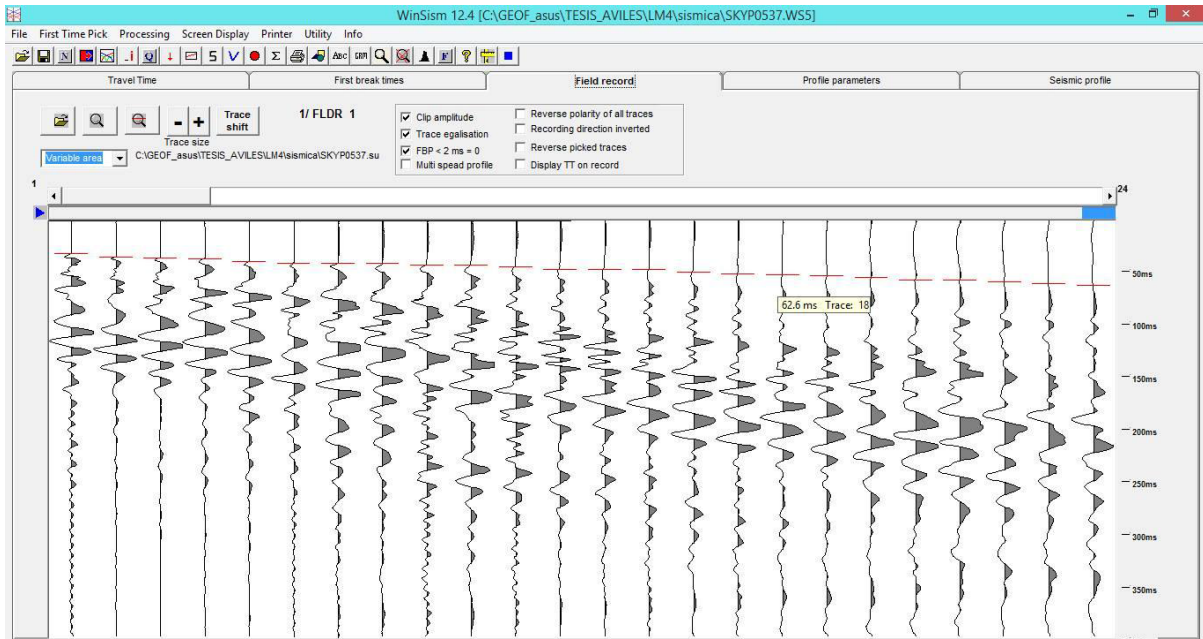 WinSism 12.4 [C:\GEOF_asus\TESIS_AVILES\LM4\sismica\SKYP0537.WS5]
File First Time Pick Processing Screen Display Printer Utility Info
N i Q S V Σ ABC GRM F ?
Travel Time First break times Field record Profile parameters Seismic profile
- + Trace shift
1/ FLDR 1
Trace size
Variable area C:\GEOF_asus\TESIS_AVILES\LM4\sismica\SKYP0537.su
Clip amplitude
Trace egalisation
FBP < 2 ms = 0
Multi spead profile
Reverse polarity of all traces
Recording direction inverted
Reverse picked traces
Display TT on record
1 24
50ms
62.6 ms Trace: 18
100ms
150ms
200ms
250ms
300ms
350ms